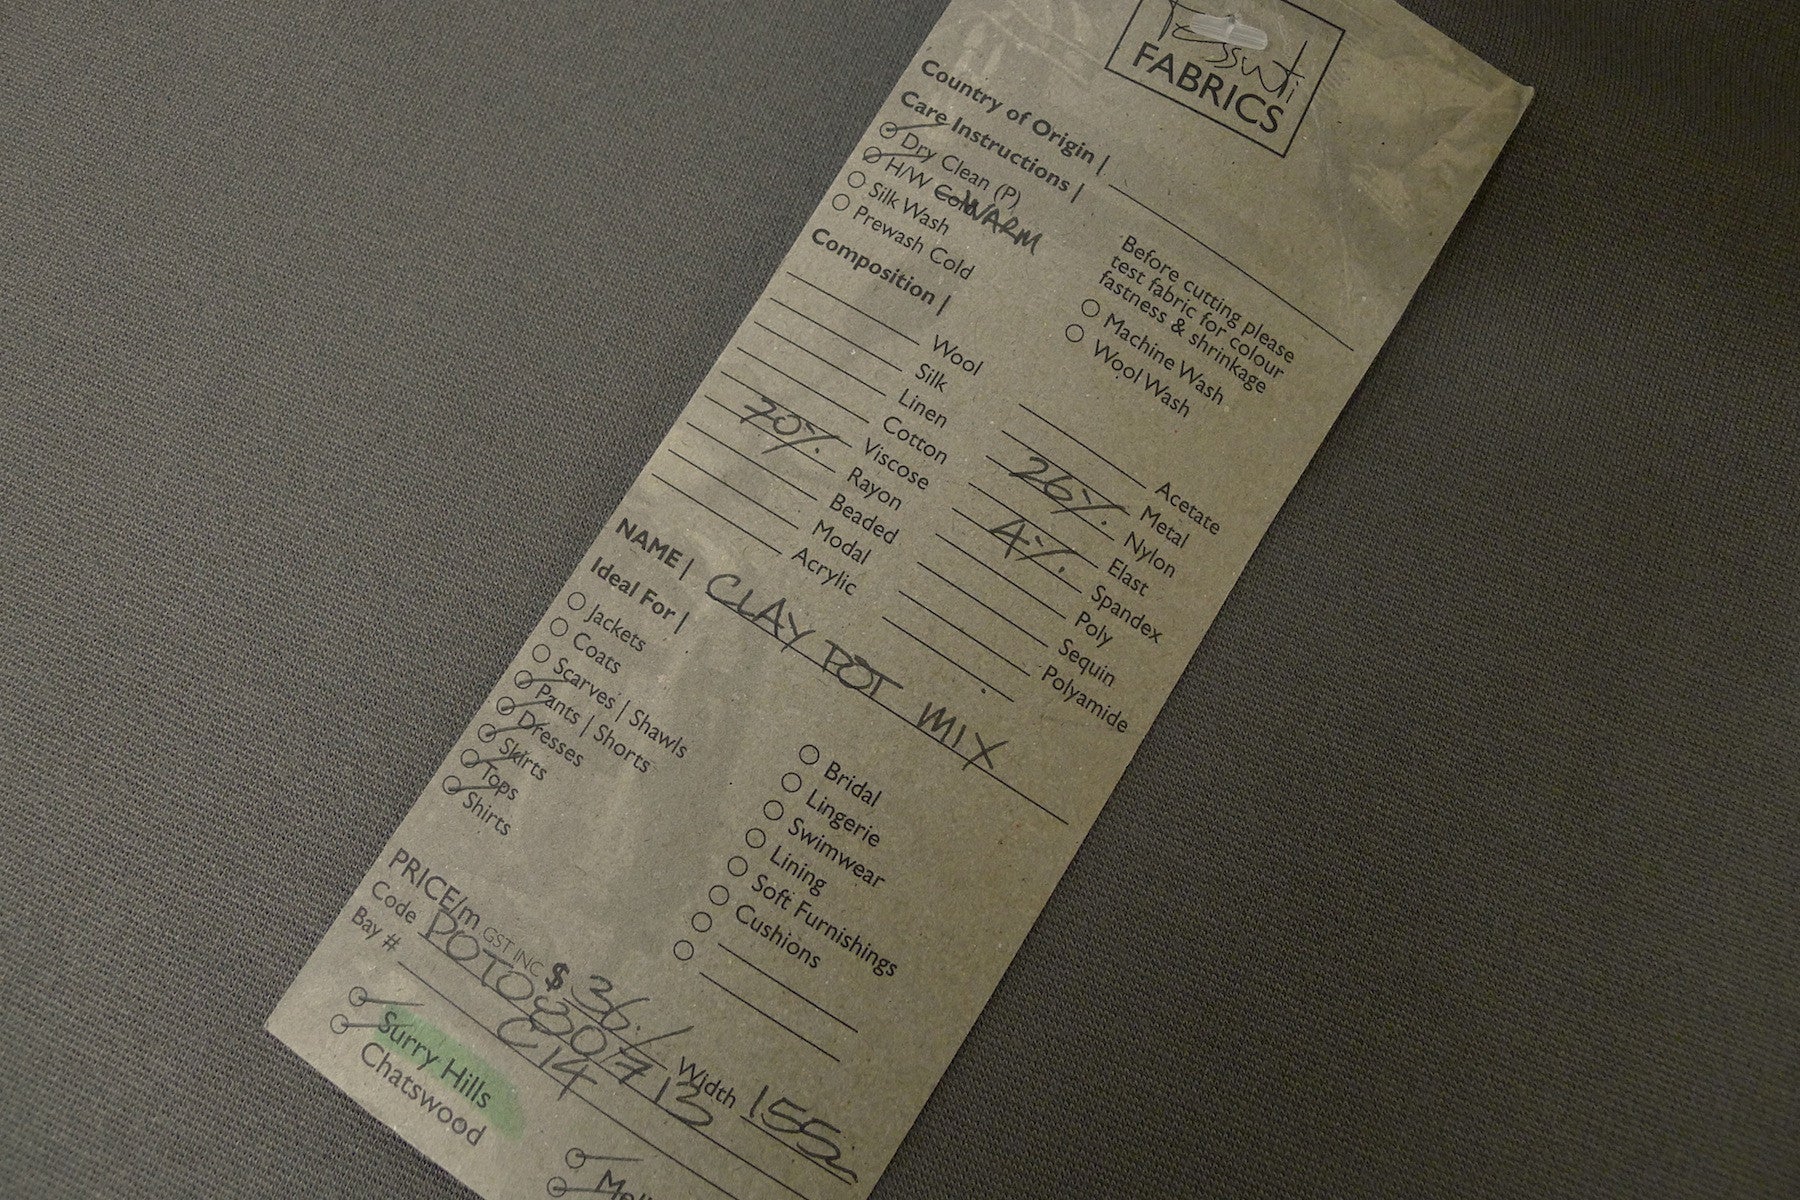 Tessuti
FABRICS
Country of Origin |
Care Instructions |
Dry Clean (P)
H/W Cold WARM
Silk Wash
Prewash Cold
Before cutting please
test fabric for colour
fastness & shrinkage
Machine Wash
Wool Wash
Composition |
Wool
Silk
Linen
Cotton
Viscose
70% Rayon
Beaded
Modal
Acrylic
Acetate
Metal
26% Nylon
Elast
4% Spandex
Poly
Sequin
Polyamide
NAME | CLAY POT MIX
Ideal For |
Jackets
Coats
Scarves | Shawls
Pants | Shorts
Dresses
Skirts
Tops
Shirts
Bridal
Lingerie
Swimwear
Lining
Soft Furnishings
Cushions
PRICE/m GST INC $ 36./
Code Width 155
Bay # C14
Surry Hills
Chatswood